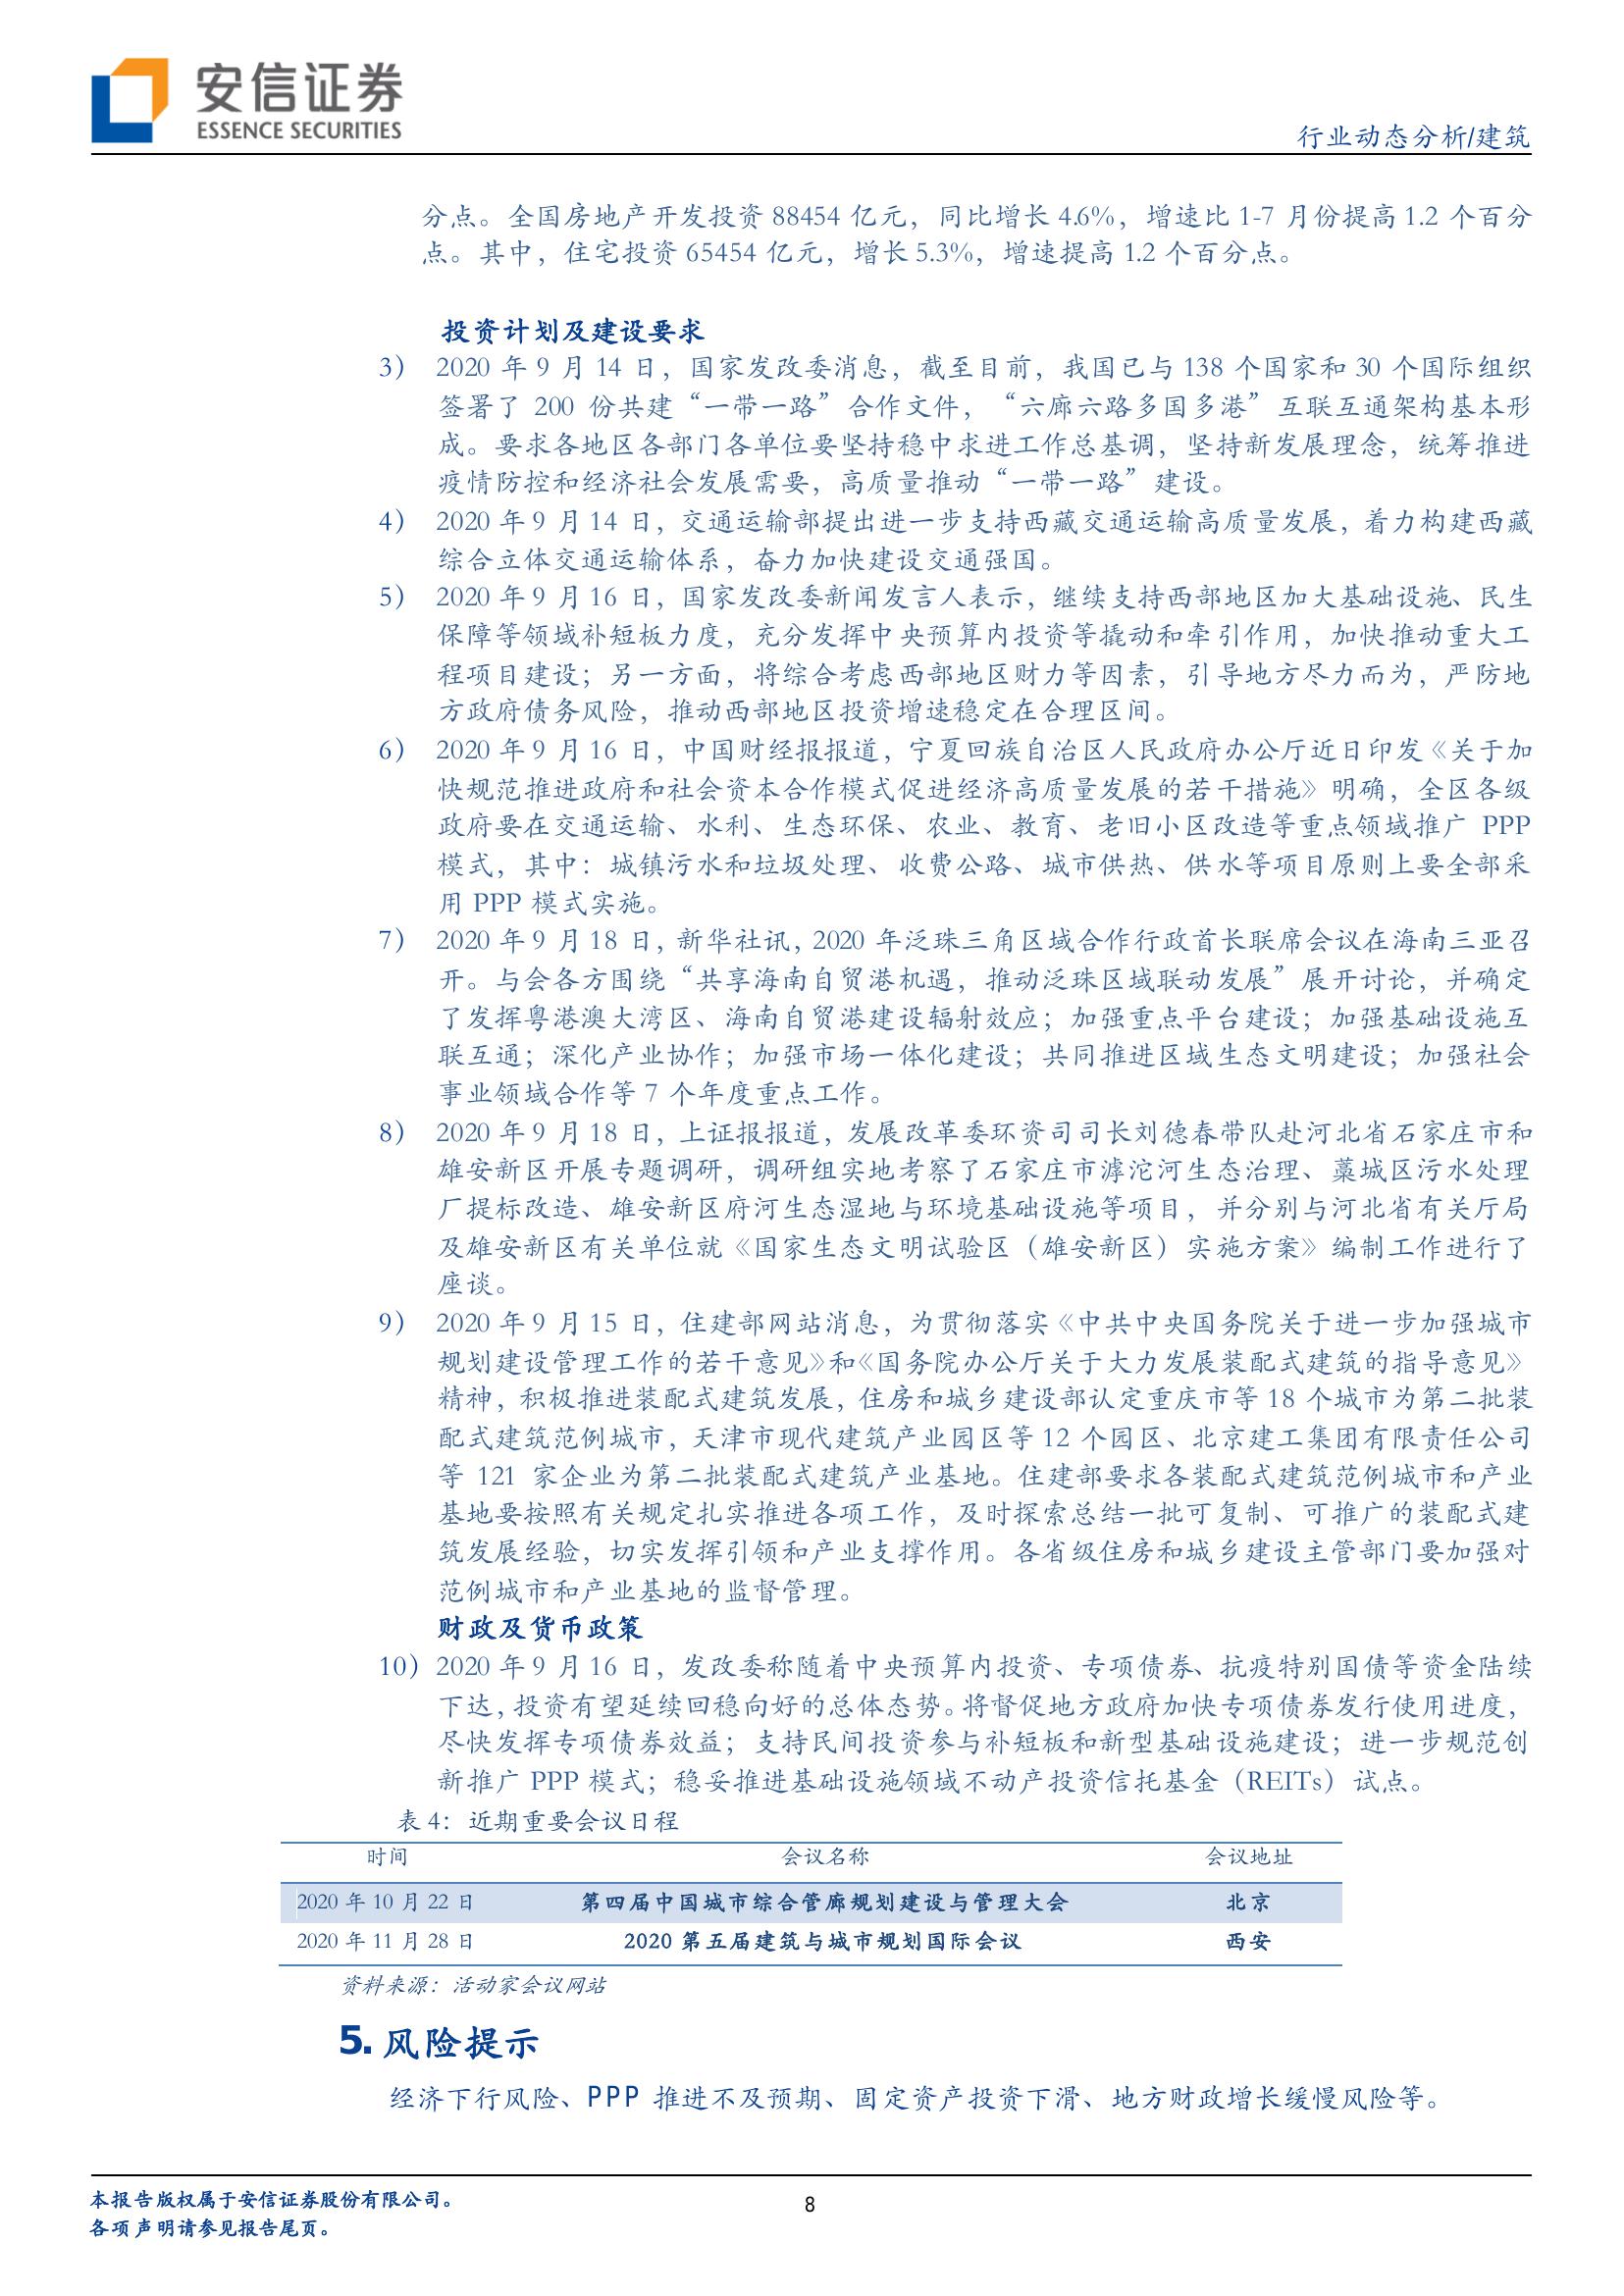 安信证券
ESSENCE SECURITIES
行业动态分析/建筑
分点。全国房地产开发投资 88454 亿元，同比增长 4.6%，增速比 1-7 月份提高 1.2 个百分
点。其中，住宅投资 65454 亿元，增长 5.3%，增速提高 1.2 个百分点。
投资计划及建设要求
3） 2020 年 9 月 14 日，国家发改委消息，截至目前，我国已与 138 个国家和 30 个国际组织
签署了 200 份共建“一带一路”合作文件，“六廊六路多国多港”互联互通架构基本形
成。要求各地区各部门各单位要坚持稳中求进工作总基调，坚持新发展理念，统筹推进
疫情防控和经济社会发展需要，高质量推动“一带一路”建设。
4） 2020 年 9 月 14 日，交通运输部提出进一步支持西藏交通运输高质量发展，着力构建西藏
综合立体交通运输体系，奋力加快建设交通强国。
5） 2020 年 9 月 16 日，国家发改委新闻发言人表示，继续支持西部地区加大基础设施、民生
保障等领域补短板力度，充分发挥中央预算内投资等撬动和牵引作用，加快推动重大工
程项目建设；另一方面，将综合考虑西部地区财力等因素，引导地方尽力而为，严防地
方政府债务风险，推动西部地区投资增速稳定在合理区间。
6） 2020 年 9 月 16 日，中国财经报报道，宁夏回族自治区人民政府办公厅近日印发《关于加
快规范推进政府和社会资本合作模式促进经济高质量发展的若干措施》明确，全区各级
政府要在交通运输、水利、生态环保、农业、教育、老旧小区改造等重点领域推广 PPP
模式，其中：城镇污水和垃圾处理、收费公路、城市供热、供水等项目原则上要全部采
用 PPP 模式实施。
7） 2020 年 9 月 18 日，新华社讯，2020 年泛珠三角区域合作行政首长联席会议在海南三亚召
开。与会各方围绕“共享海南自贸港机遇，推动泛珠区域联动发展”展开讨论，并确定
了发挥粤港澳大湾区、海南自贸港建设辐射效应；加强重点平台建设；加强基础设施互
联互通；深化产业协作；加强市场一体化建设；共同推进区域生态文明建设；加强社会
事业领域合作等 7 个年度重点工作。
8） 2020 年 9 月 18 日，上证报报道，发展改革委环资司司长刘德春带队赴河北省石家庄市和
雄安新区开展专题调研，调研组实地考察了石家庄市滹沱河生态治理、藁城区污水处理
厂提标改造、雄安新区府河生态湿地与环境基础设施等项目，并分别与河北省有关厅局
及雄安新区有关单位就《国家生态文明试验区（雄安新区）实施方案》编制工作进行了
座谈。
9） 2020 年 9 月 15 日，住建部网站消息，为贯彻落实《中共中央国务院关于进一步加强城市
规划建设管理工作的若干意见》和《国务院办公厅关于大力发展装配式建筑的指导意见》
精神，积极推进装配式建筑发展，住房和城乡建设部认定重庆市等 18 个城市为第二批装
配式建筑范例城市，天津市现代建筑产业园区等 12 个园区、北京建工集团有限责任公司
等 121 家企业为第二批装配式建筑产业基地。住建部要求各装配式建筑范例城市和产业
基地要按照有关规定扎实推进各项工作，及时探索总结一批可复制、可推广的装配式建
筑发展经验，切实发挥引领和产业支撑作用。各省级住房和城乡建设主管部门要加强对
范例城市和产业基地的监督管理。
财政及货币政策
10）2020 年 9 月 16 日，发改委称随着中央预算内投资、专项债券、抗疫特别国债等资金陆续
下达，投资有望延续回稳向好的总体态势。将督促地方政府加快专项债券发行使用进度，
尽快发挥专项债券效益；支持民间投资参与补短板和新型基础设施建设；进一步规范创
新推广 PPP 模式；稳妥推进基础设施领域不动产投资信托基金（REITs）试点。
表 4：近期重要会议日程
时间 会议名称 会议地址
2020 年 10 月 22 日 第四届中国城市综合管廊规划建设与管理大会 北京
2020 年 11 月 28 日 2020 第五届建筑与城市规划国际会议 西安
资料来源：活动家会议网站
5. 风险提示
经济下行风险、PPP 推进不及预期、固定资产投资下滑、地方财政增长缓慢风险等。
本报告版权属于安信证券股份有限公司。
各项声明请参见报告尾页。
8